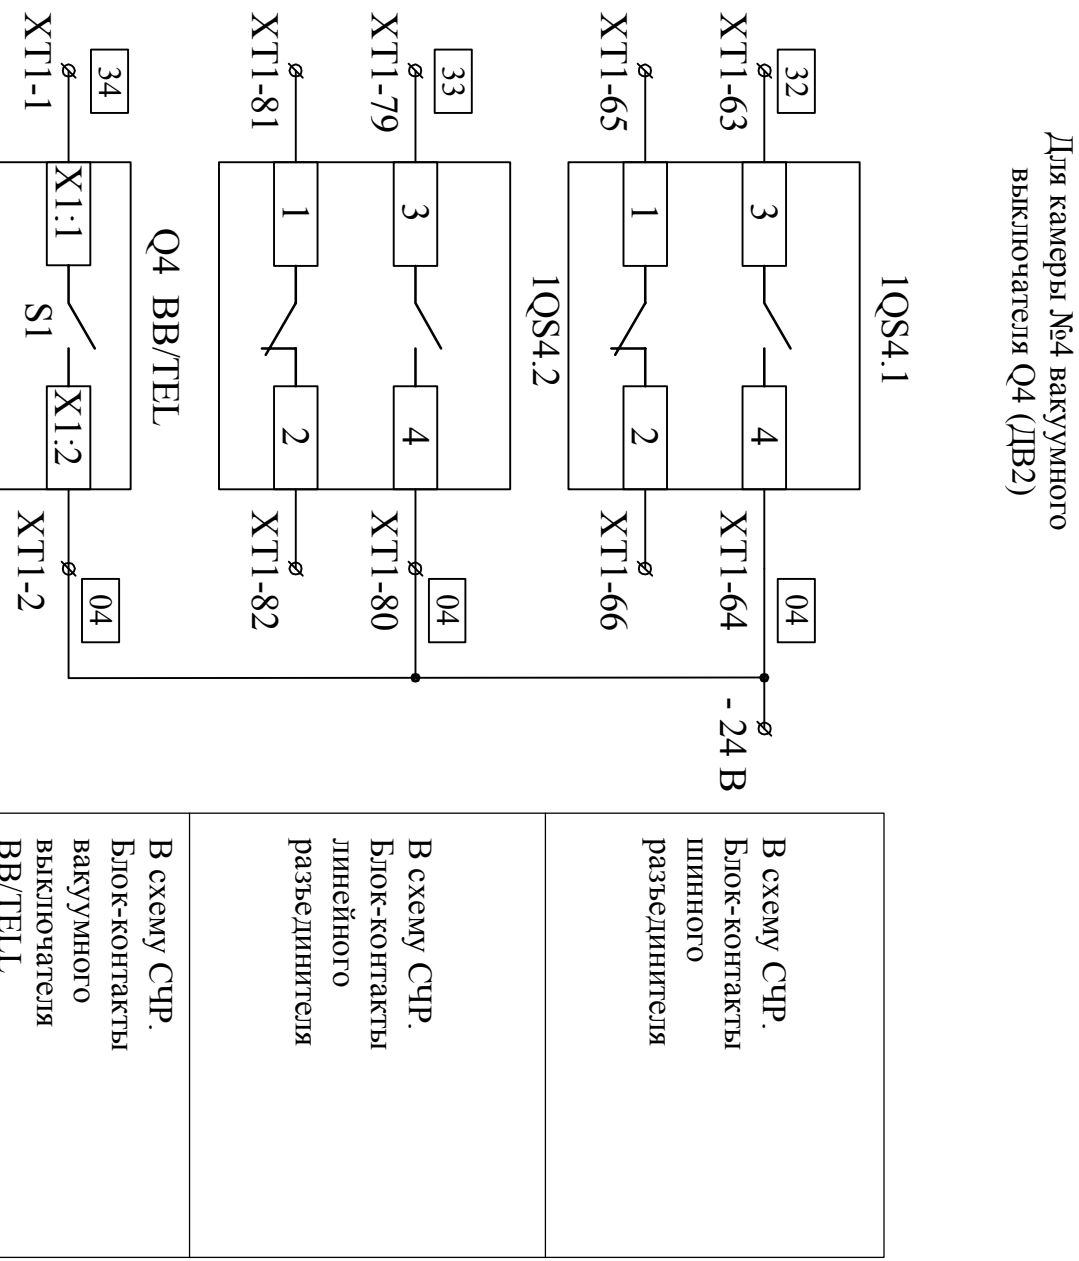 Для камеры №4 вакуумного
выключателя Q4 (ДВ2)
1QS4.1
32
XT1-63
3
4
XT1-64
04
- 24 В
XT1-65
1
2
XT1-66
В схему СЧР.
Блок-контакты
шинного
разъединителя
1QS4.2
33
XT1-79
3
4
XT1-80
04
XT1-81
1
2
XT1-82
В схему СЧР.
Блок-контакты
линейного
разъединителя
Q4 BB/TEL
34
XT1-1
X1:1
S1
X1:2
XT1-2
04
В схему СЧР.
Блок-контакты
вакуумного
выключателя
BB/TELL